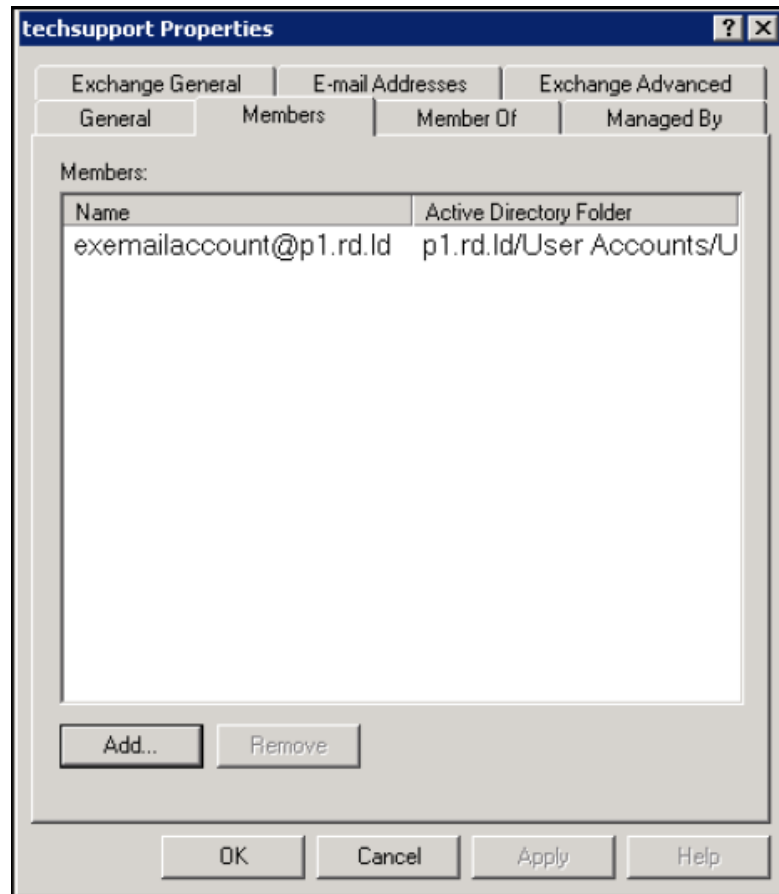 techsupport Properties
Exchange General E-mail Addresses Exchange Advanced
General Members Member Of Managed By
Members:
Name Active Directory Folder
exemailaccount@p1.rd.ld p1.rd.ld/User Accounts/U
Add... Remove
OK Cancel Apply Help